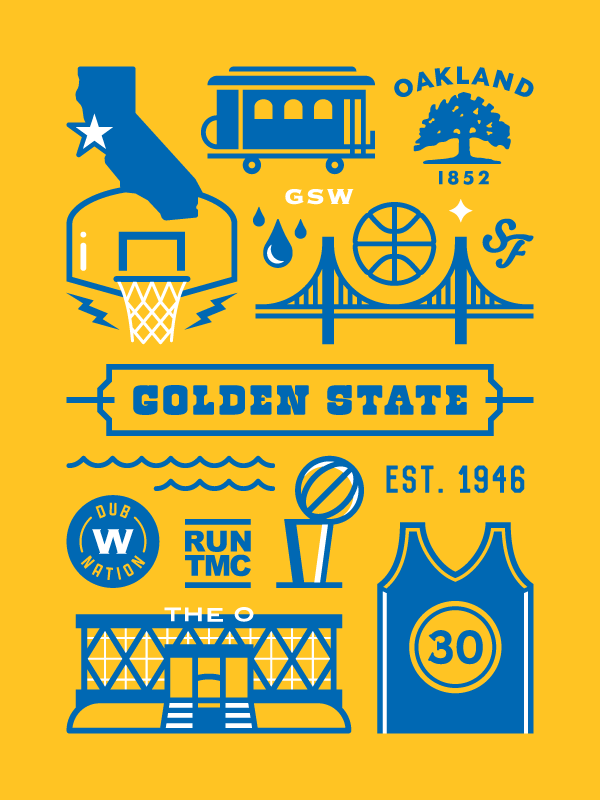 OAKLAND
1852
GSW
SF
GOLDEN STATE
EST. 1946
DUB
W
NATION
RUN
TMC
THE O
30